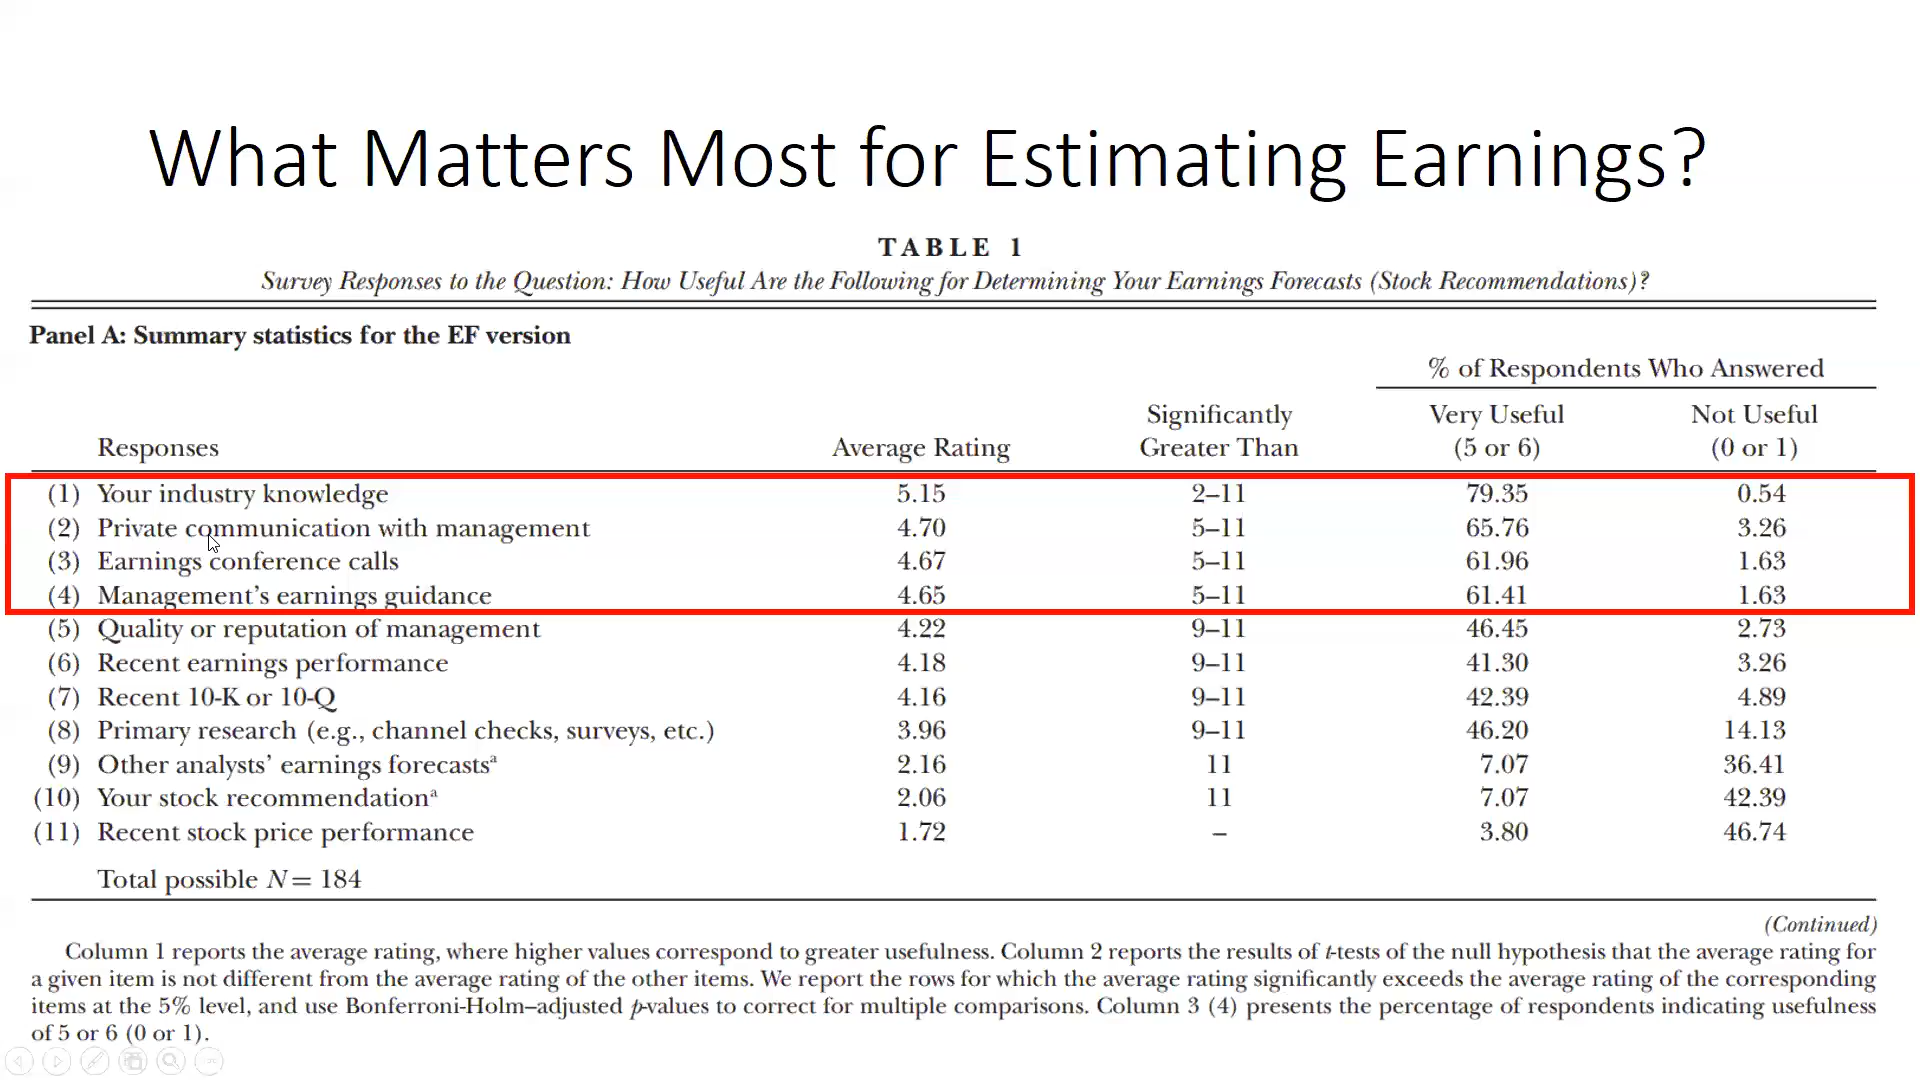 What Matters Most for Estimating Earnings?
TABLE 1
Survey Responses to the Question: How Useful Are the Following for Determining Your Earnings Forecasts (Stock Recommendations)?
Panel A: Summary statistics for the EF version
% of Respondents Who Answered
Significantly Very Useful Not Useful
Responses Average Rating Greater Than (5 or 6) (0 or 1)
(1) Your industry knowledge 5.15 2–11 79.35 0.54
(2) Private communication with management 4.70 5–11 65.76 3.26
(3) Earnings conference calls 4.67 5–11 61.96 1.63
(4) Management's earnings guidance 4.65 5–11 61.41 1.63
(5) Quality or reputation of management 4.22 9–11 46.45 2.73
(6) Recent earnings performance 4.18 9–11 41.30 3.26
(7) Recent 10-K or 10-Q 4.16 9–11 42.39 4.89
(8) Primary research (e.g., channel checks, surveys, etc.) 3.96 9–11 46.20 14.13
(9) Other analysts' earnings forecastsᵃ 2.16 11 7.07 36.41
(10) Your stock recommendationᵃ 2.06 11 7.07 42.39
(11) Recent stock price performance 1.72 – 3.80 46.74
Total possible N = 184
(Continued)
Column 1 reports the average rating, where higher values correspond to greater usefulness. Column 2 reports the results of t-tests of the null hypothesis that the average rating for
a given item is not different from the average rating of the other items. We report the rows for which the average rating significantly exceeds the average rating of the corresponding
items at the 5% level, and use Bonferroni-Holm–adjusted p-values to correct for multiple comparisons. Column 3 (4) presents the percentage of respondents indicating usefulness
of 5 or 6 (0 or 1).